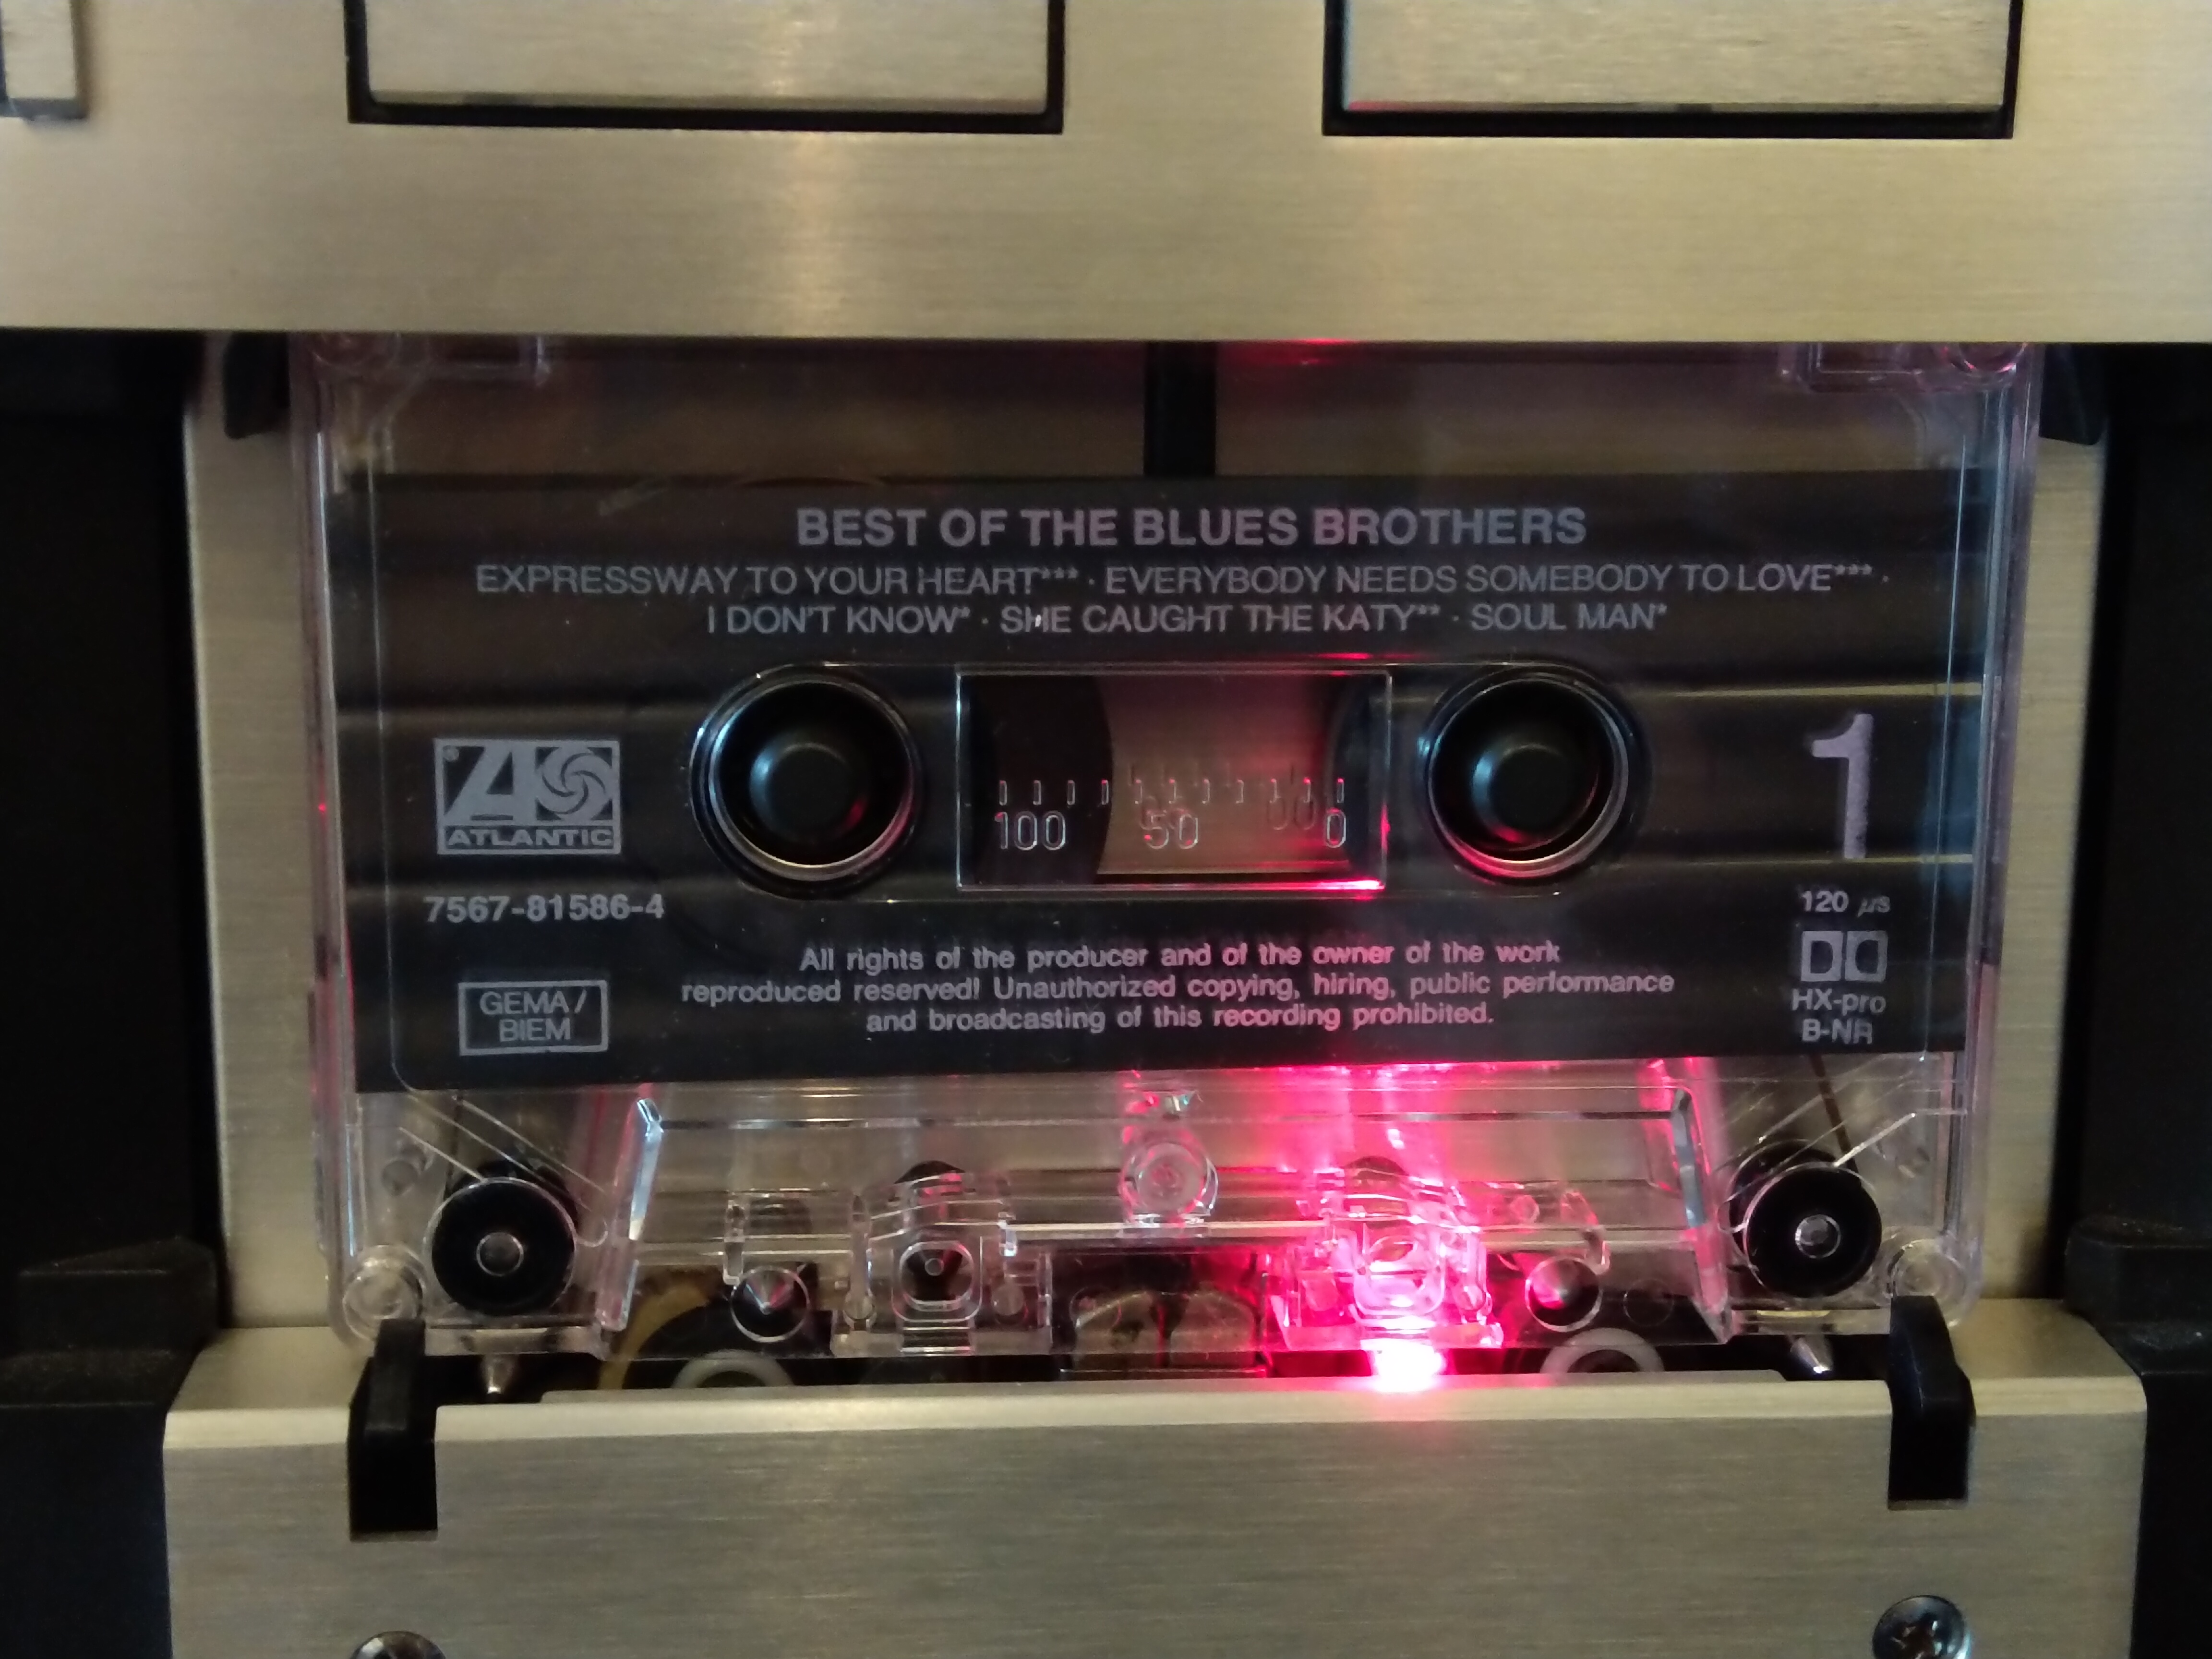 BEST OF THE BLUES BROTHERS
EXPRESSWAY TO YOUR HEART*** · EVERYBODY NEEDS SOMEBODY TO LOVE*** ·
I DON'T KNOW* · SHE CAUGHT THE KATY** · SOUL MAN*
100 50 0
1
®
ATLANTIC
7567-81586-4
120 µs
GEMA/
BIEM
All rights of the producer and of the owner of the work
reproduced reserved! Unauthorized copying, hiring, public performance
and broadcasting of this recording prohibited.
HX-pro
B-NR